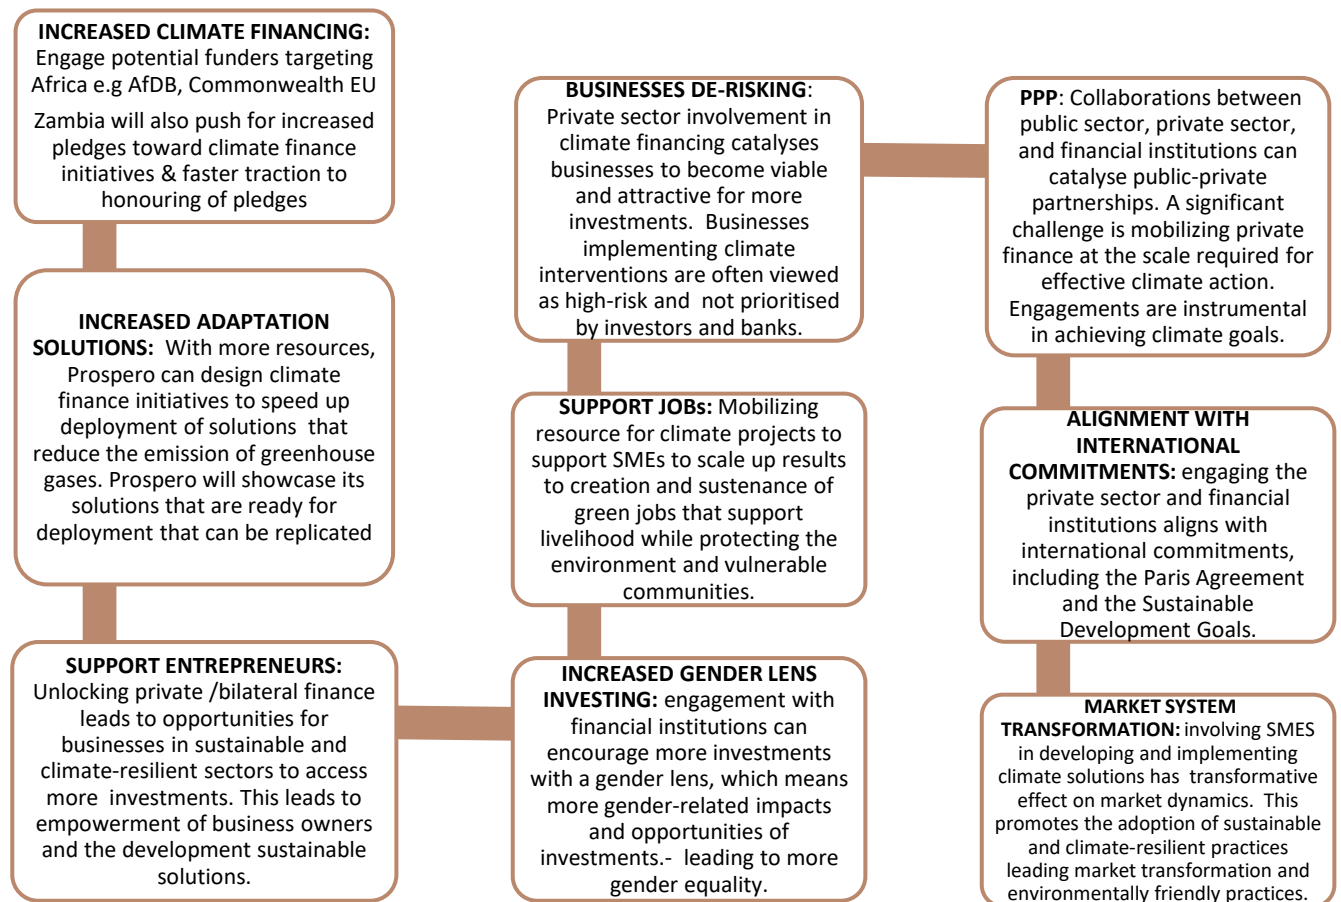 INCREASED CLIMATE FINANCING:
Engage potential funders targeting
Africa e.g AfDB, Commonwealth EU
Zambia will also push for increased
pledges toward climate finance
initiatives & faster traction to
honouring of pledges
INCREASED ADAPTATION
SOLUTIONS: With more resources,
Prospero can design climate
finance initiatives to speed up
deployment of solutions that
reduce the emission of greenhouse
gases. Prospero will showcase its
solutions that are ready for
deployment that can be replicated
SUPPORT ENTREPRENEURS:
Unlocking private /bilateral finance
leads to opportunities for
businesses in sustainable and
climate-resilient sectors to access
more investments. This leads to
empowerment of business owners
and the development sustainable
solutions.
INCREASED GENDER LENS
INVESTING: engagement with
financial institutions can
encourage more investments
with a gender lens, which means
more gender-related impacts
and opportunities of
investments.- leading to more
gender equality.
SUPPORT JOBs: Mobilizing
resource for climate projects to
support SMEs to scale up results
to creation and sustenance of
green jobs that support
livelihood while protecting the
environment and vulnerable
communities.
BUSINESSES DE-RISKING:
Private sector involvement in
climate financing catalyses
businesses to become viable
and attractive for more
investments. Businesses
implementing climate
interventions are often viewed
as high-risk and not prioritised
by investors and banks.
PPP: Collaborations between
public sector, private sector,
and financial institutions can
catalyse public-private
partnerships. A significant
challenge is mobilizing private
finance at the scale required for
effective climate action.
Engagements are instrumental
in achieving climate goals.
ALIGNMENT WITH
INTERNATIONAL
COMMITMENTS: engaging the
private sector and financial
institutions aligns with
international commitments,
including the Paris Agreement
and the Sustainable
Development Goals.
MARKET SYSTEM
TRANSFORMATION: involving SMES
in developing and implementing
climate solutions has transformative
effect on market dynamics. This
promotes the adoption of sustainable
and climate-resilient practices
leading market transformation and
environmentally friendly practices.